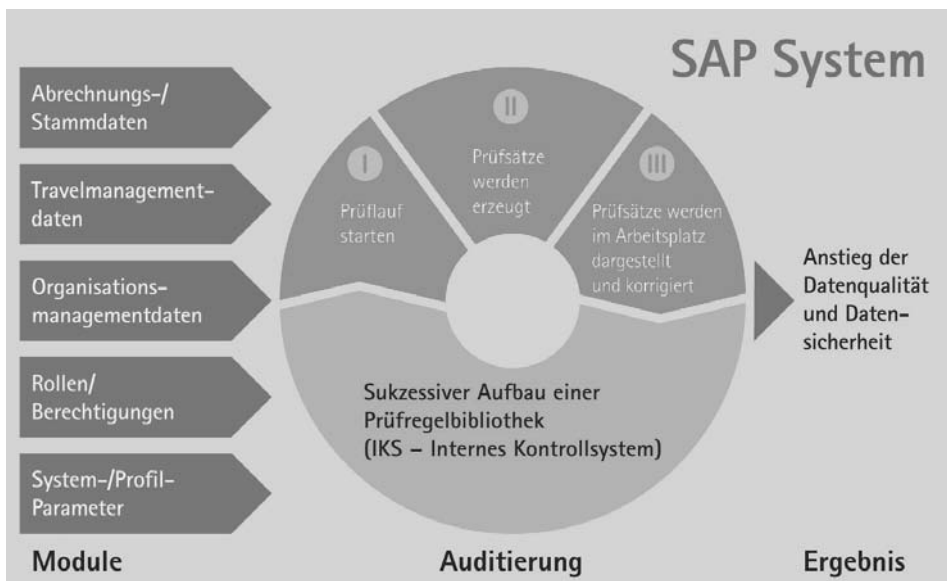 SAP System
Abrechnungs-/
Stammdaten
Travelmanagement-
daten
Organisations-
managementdaten
Rollen/
Berechtigungen
System-/Profil-
Parameter
I
Prüflauf
starten
II
Prüfsätze
werden
erzeugt
III
Prüfsätze werden
im Arbeitsplatz
dargestellt
und korrigiert
Sukzessiver Aufbau einer
Prüfregelbibliothek
(IKS – Internes Kontrollsystem)
Anstieg der
Datenqualität
und Daten-
sicherheit
Module
Auditierung
Ergebnis